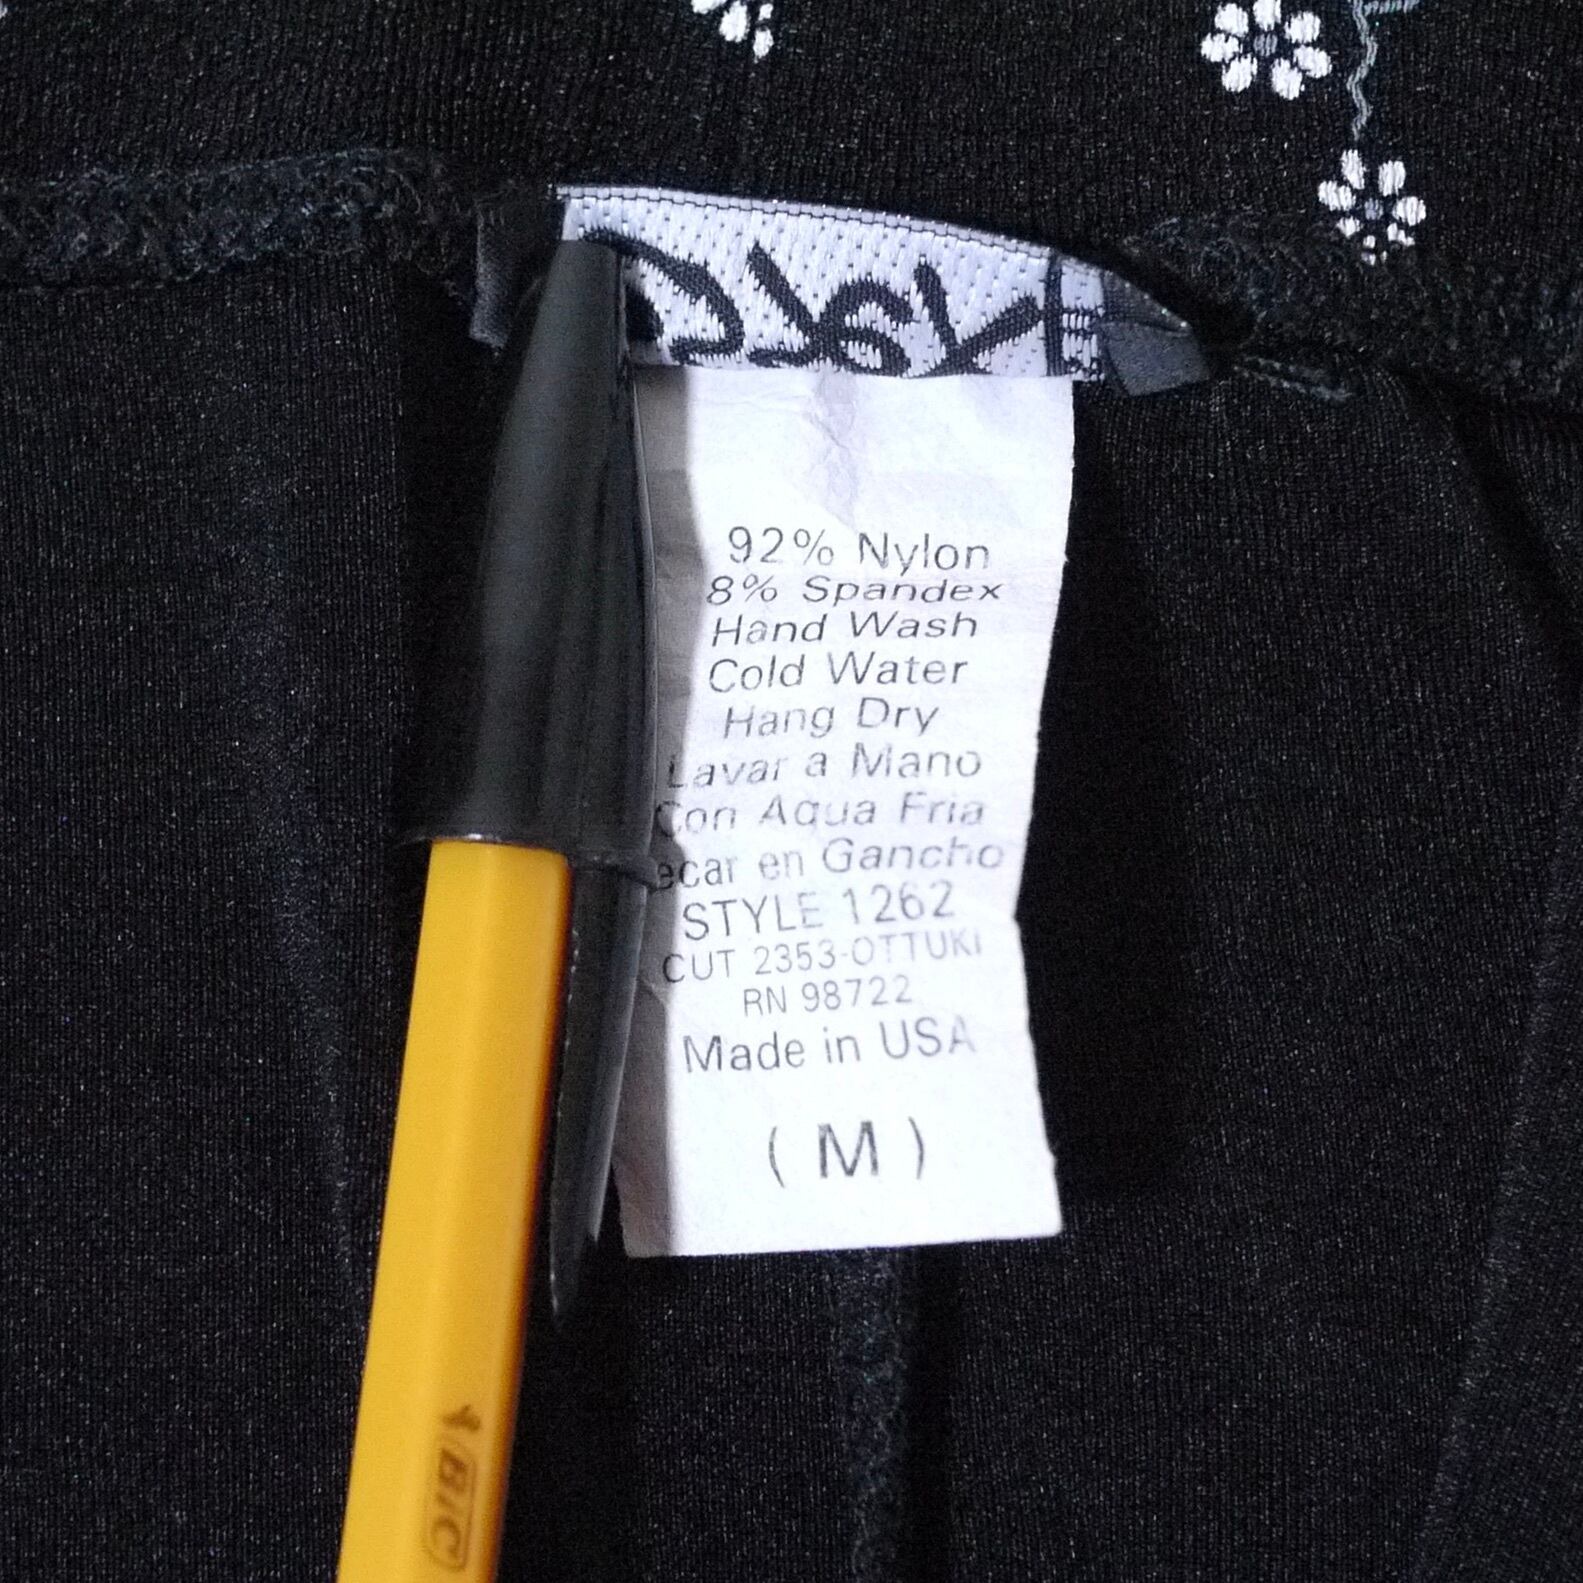 92% Nylon
8% Spandex
Hand Wash
Cold Water
Hang Dry
Lavar a Mano
Con Aqua Fria
ecar en Gancho
STYLE 1262
CUT 2353-OTTUKI
RN 98722
Made in USA
( M )
BIC